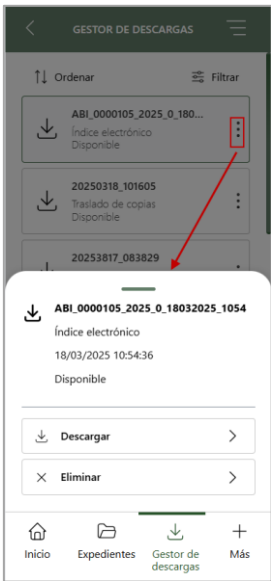 GESTOR DE DESCARGAS
Ordenar
Filtrar
ABI_0000105_2025_0_180...
Índice electrónico
Disponible
20250318_101605
Traslado de copias
Disponible
20253817_083829
ABI_0000105_2025_0_18032025_1054
Índice electrónico
18/03/2025 10:54:36
Disponible
Descargar
Eliminar
Inicio
Expedientes
Gestor de
descargas
Más